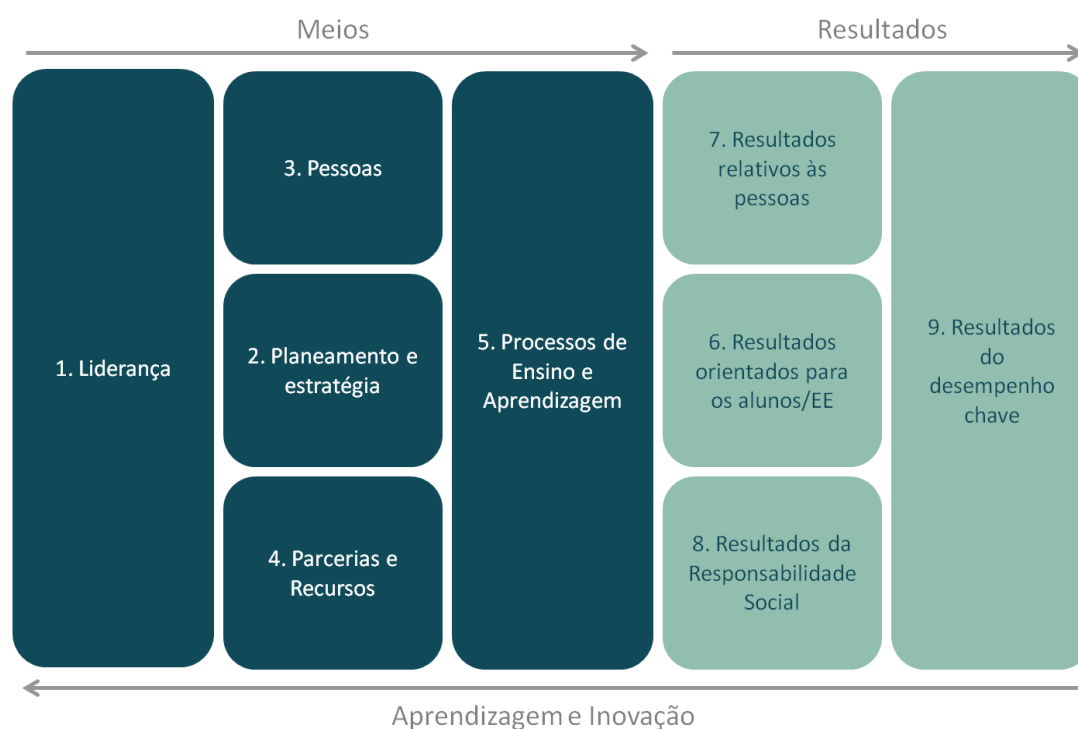 Meios
Resultados
1. Liderança
3. Pessoas
2. Planeamento e
estratégia
4. Parcerias e
Recursos
5. Processos de
Ensino e
Aprendizagem
7. Resultados
relativos às
pessoas
6. Resultados
orientados para
os alunos/EE
8. Resultados da
Responsabilidade
Social
9. Resultados
do
desempenho
chave
Aprendizagem e Inovação